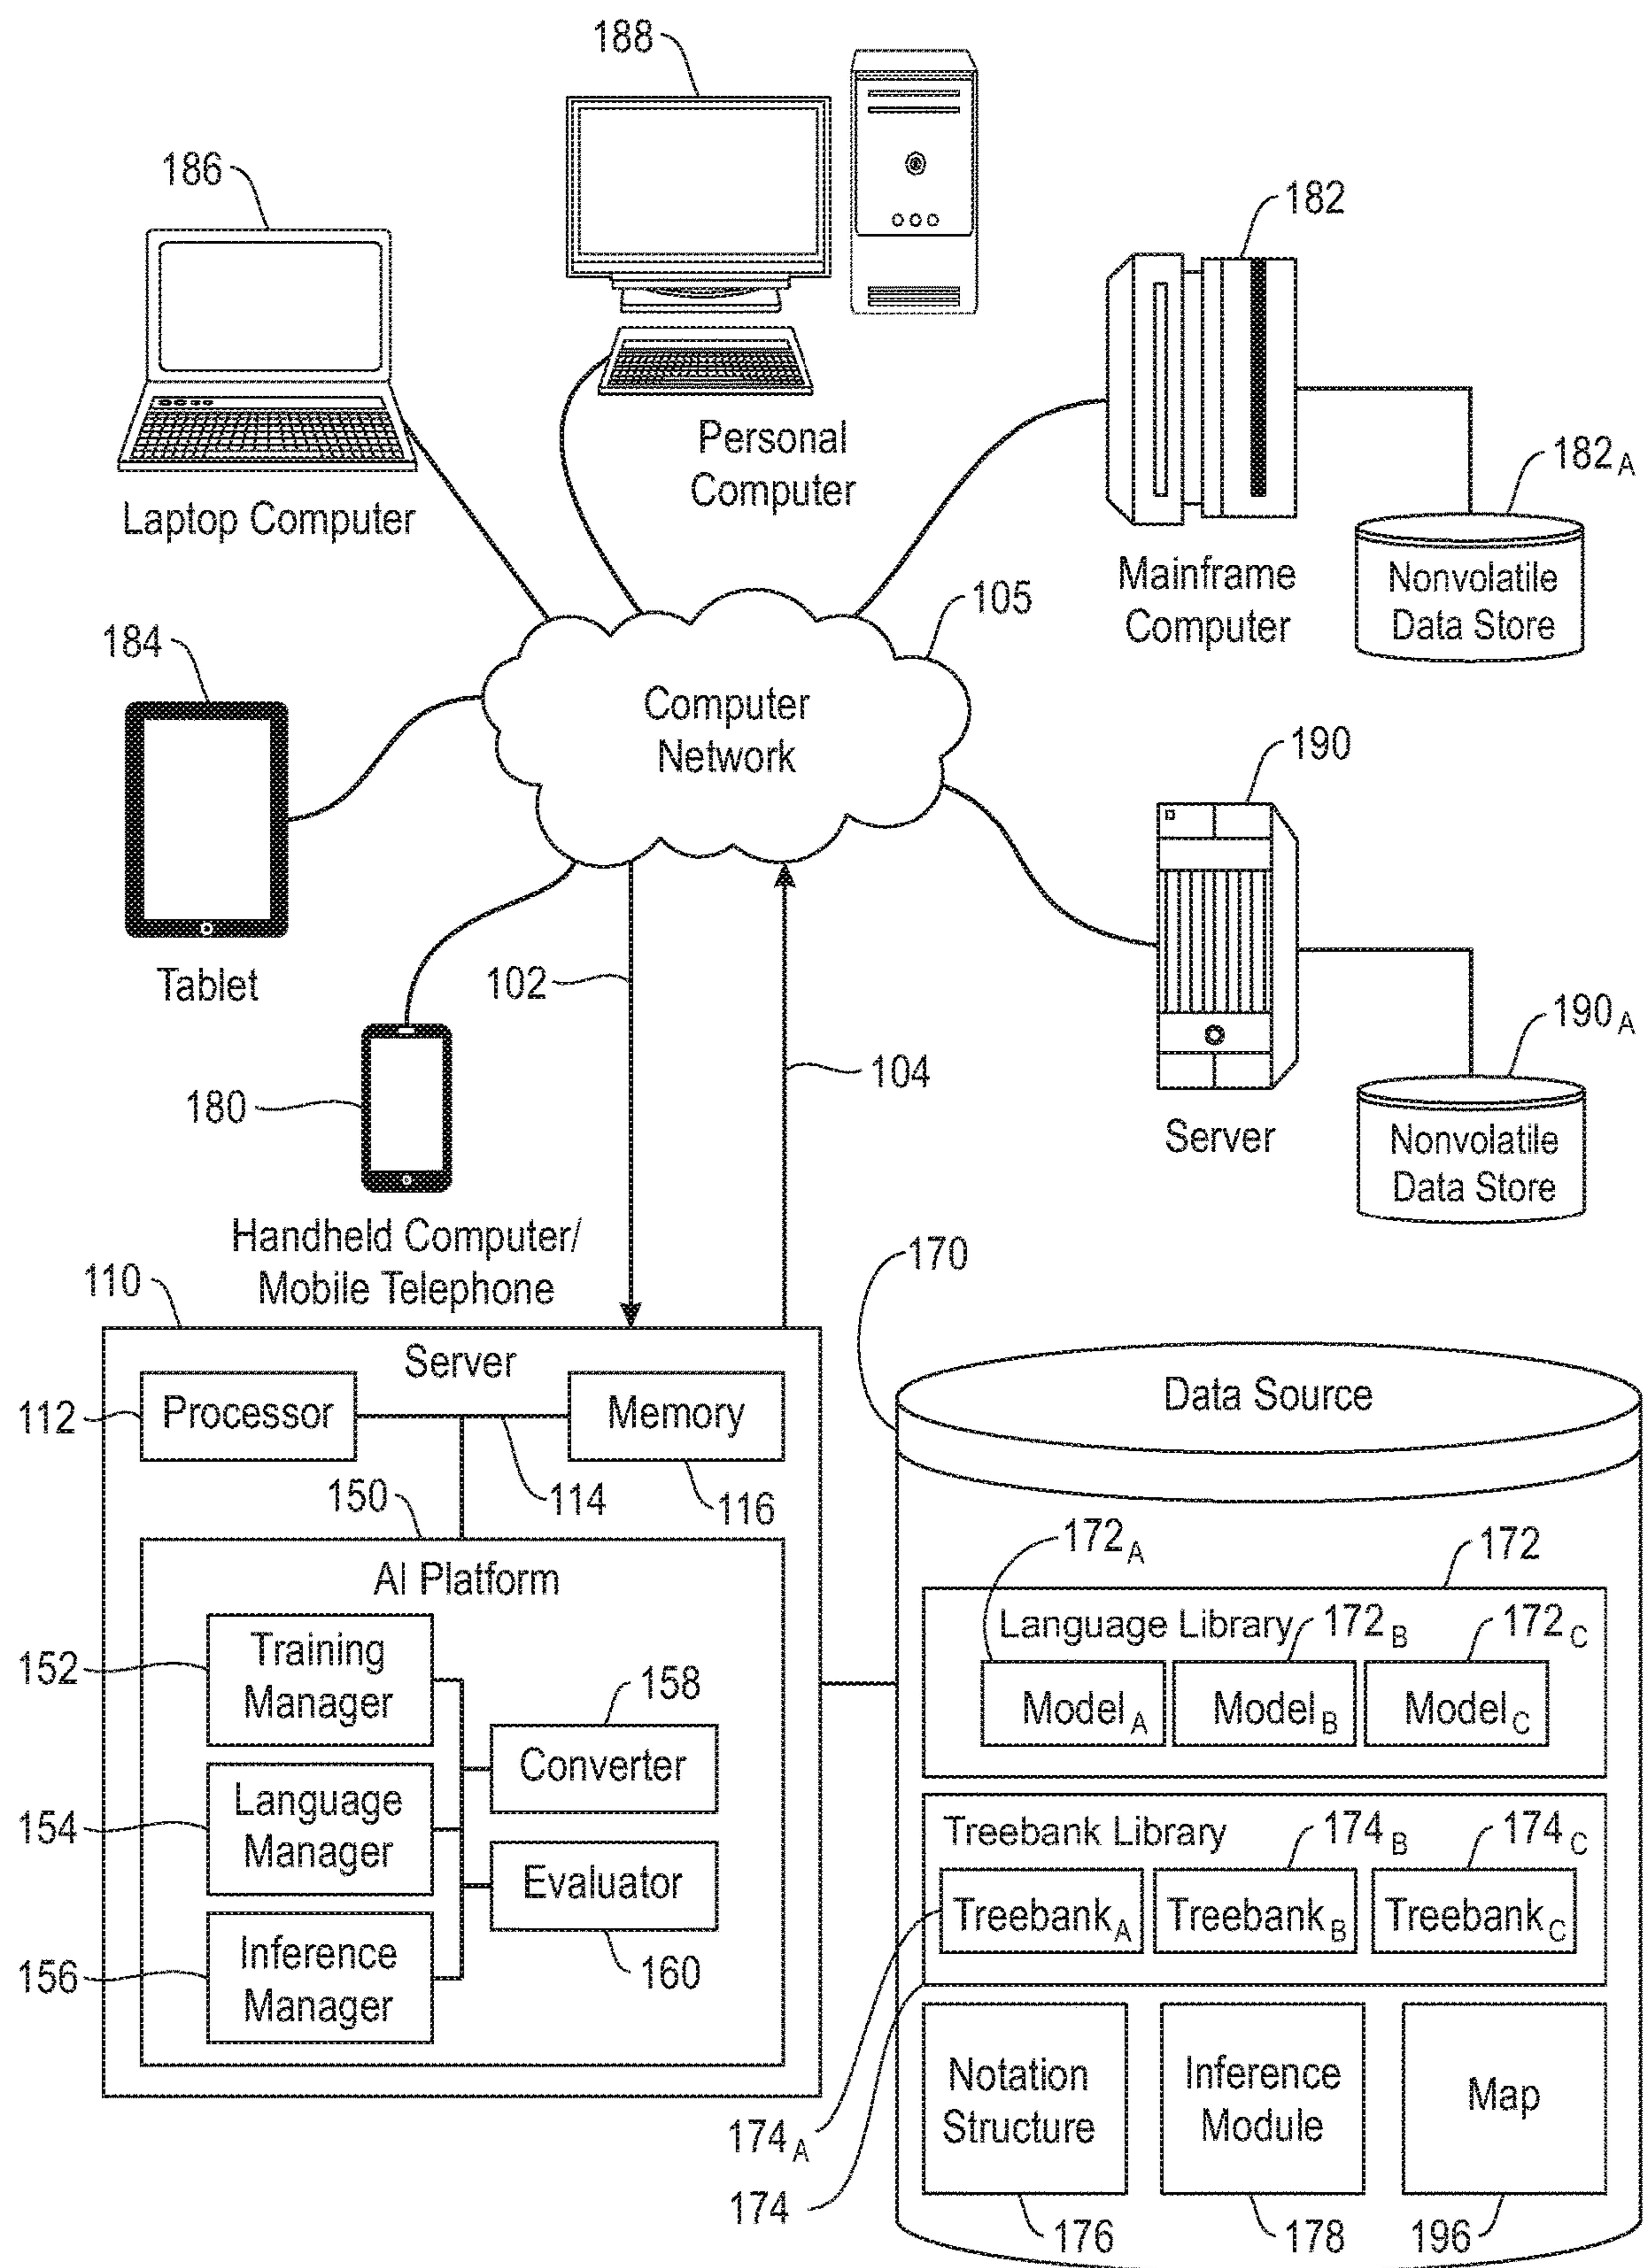 188
186
182
Personal
Computer
182A
Laptop Computer
Mainframe
Computer
Nonvolatile
Data Store
105
184
Computer
Network
190
Tablet
102
190A
104
180
Server
Nonvolatile
Data Store
Handheld Computer/
Mobile Telephone
170
110
Server
Data Source
112
Processor
Memory
150
114
116
172A
172
AI Platform
Language Library
172B
172C
152
Training
Manager
158
ModelA
ModelB
ModelC
Converter
154
Language
Manager
Treebank Library
174B
174C
Evaluator
TreebankA
TreebankB
TreebankC
156
Inference
Manager
160
Notation
Structure
Inference
Module
Map
174A
174
176
178
196